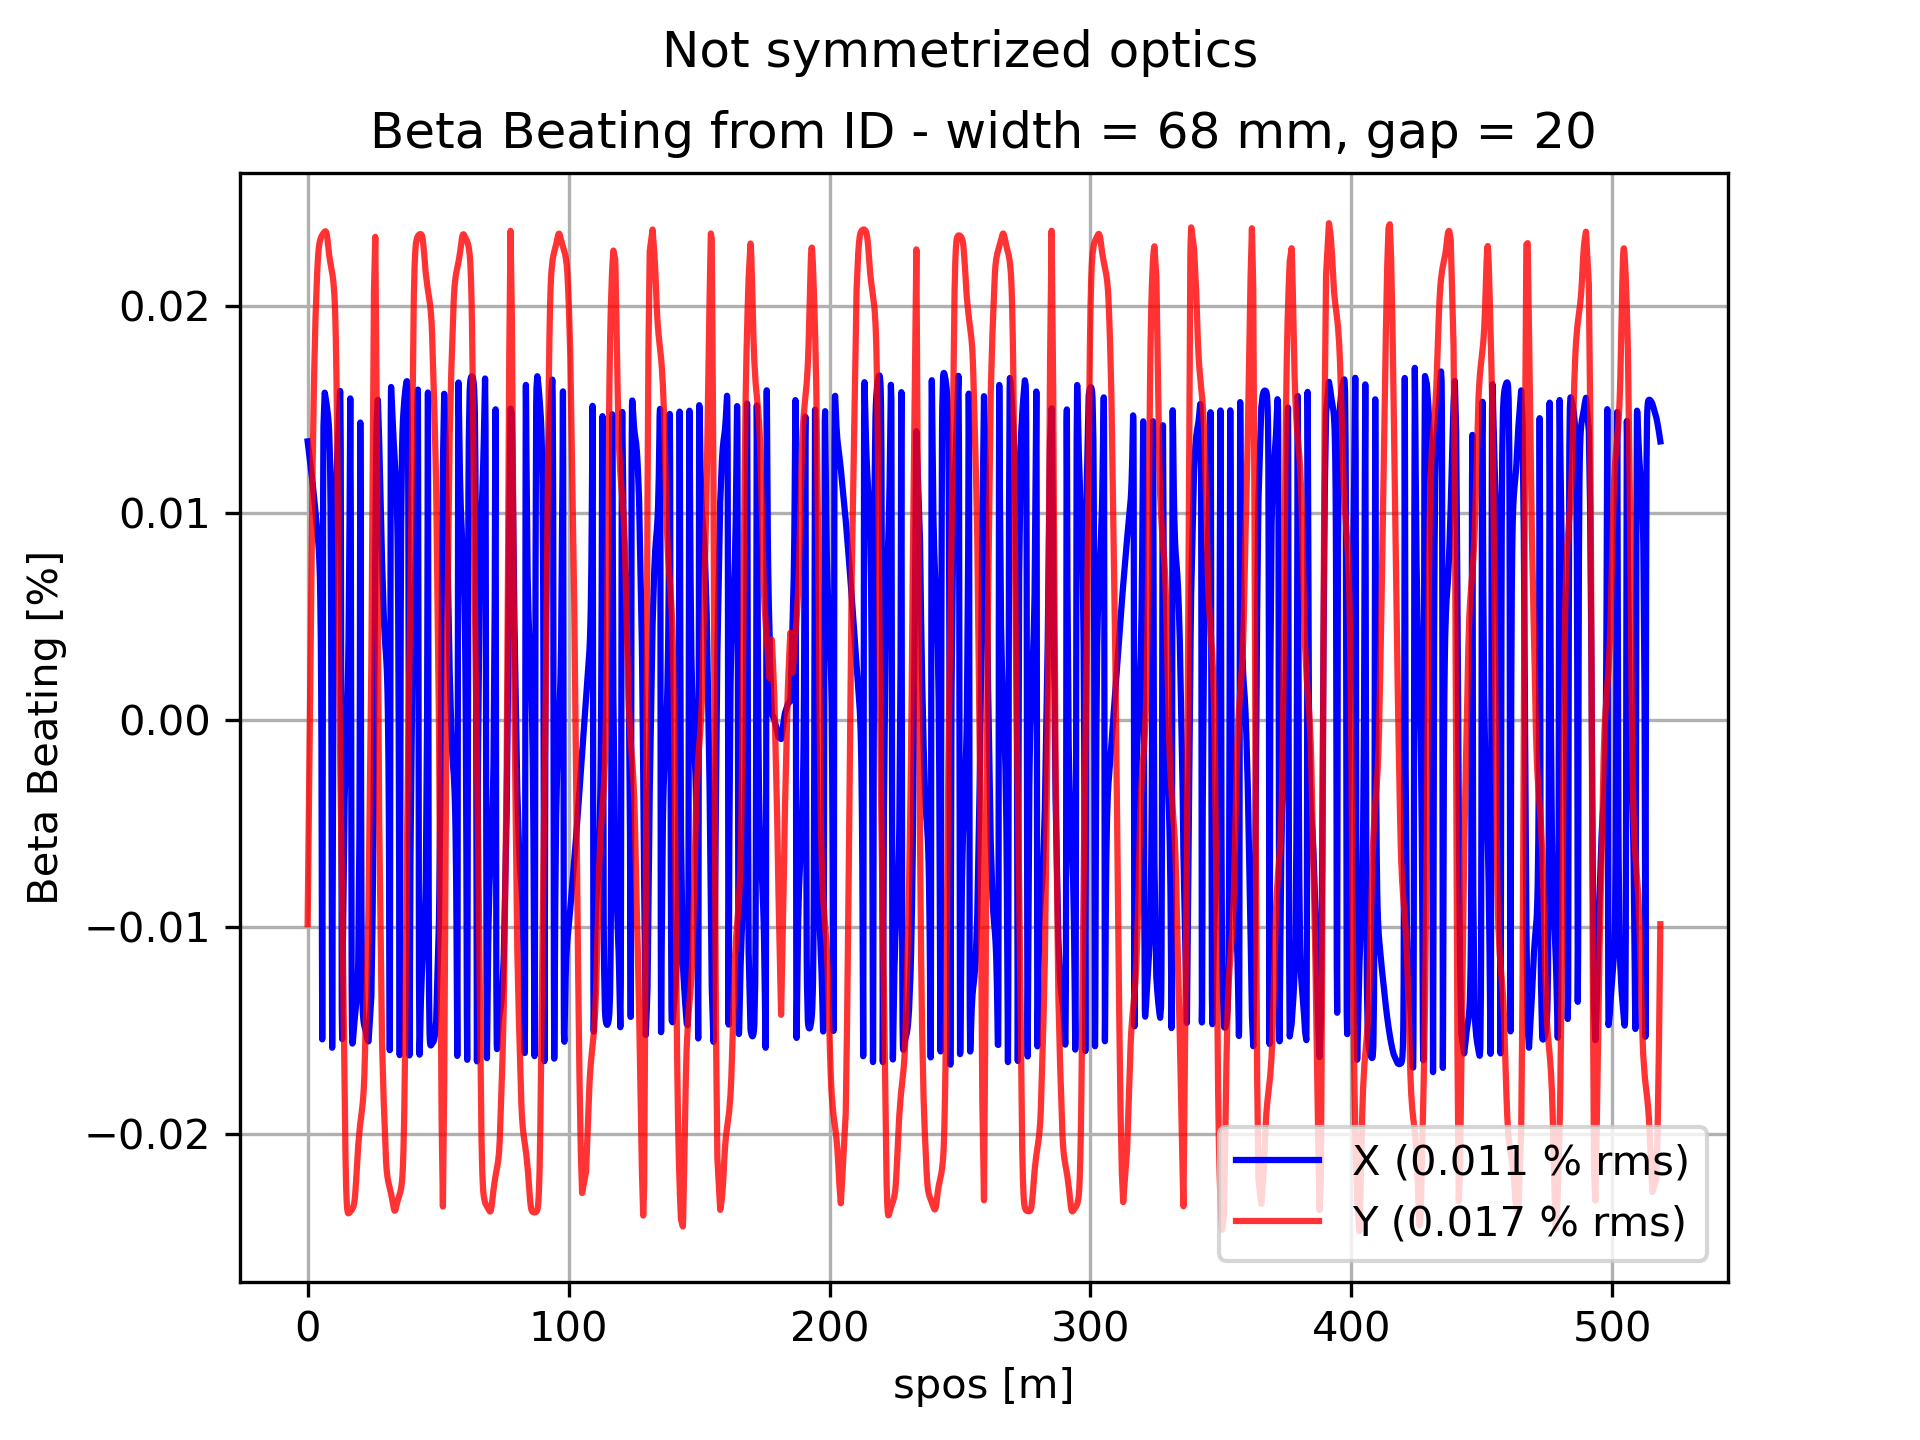 Not symmetrized optics
Beta Beating from ID - width = 68 mm, gap = 20
Beta Beating [%]
0.02
0.01
0.00
−0.01
−0.02
X (0.011 % rms)
Y (0.017 % rms)
0 100 200 300 400 500
spos [m]